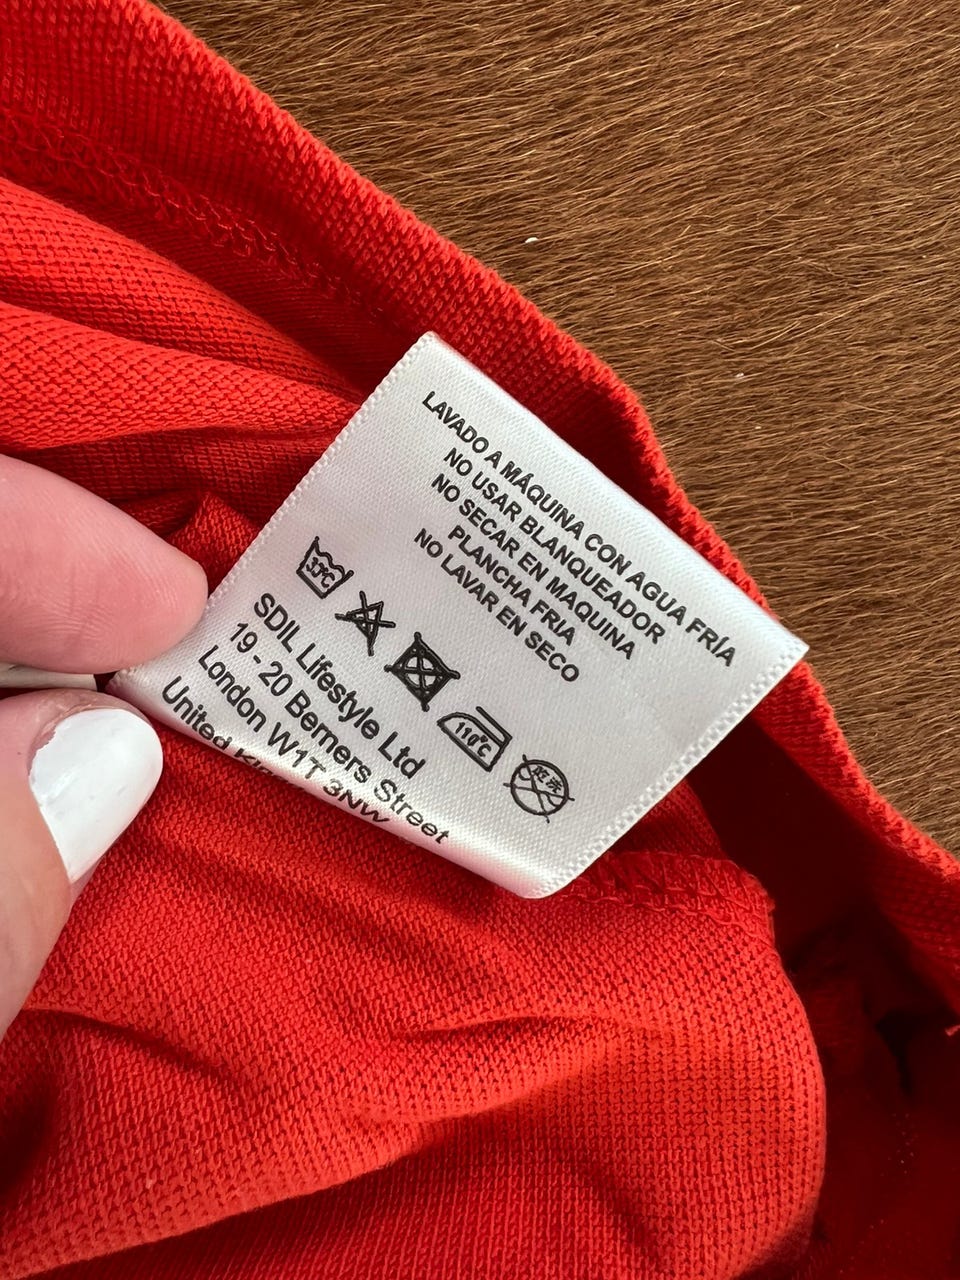 LAVADO A MÁQUINA CON AGUA FRÍA
NO USAR BLANQUEADOR
NO SECAR EN MAQUINA
PLANCHA FRIA
NO LAVAR EN SECO
110°C
SDIL Lifestyle Ltd
19 - 20 Berners Street
London W1T 3NW
United